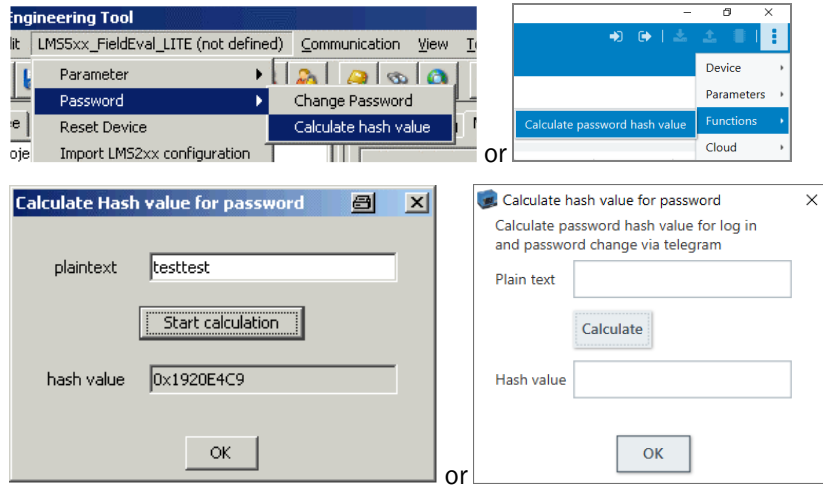 Engineering Tool
LMS5xx_FieldEval_LITE (not defined) Communication View
Parameter
Password
Change Password
Reset Device
Calculate hash value
Import LMS2xx configuration
or
Device
Parameters
Calculate password hash value
Functions
Cloud
Calculate Hash value for password
plaintext testtest
Start calculation
hash value 0x1920E4C9
OK
or
Calculate hash value for password
Calculate password hash value for log in
and password change via telegram
Plain text
Calculate
Hash value
OK